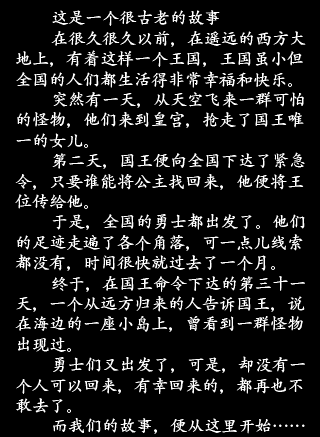 这是一个很古老的故事
在很久很久以前，在遥远的西方大
地上，有着这样一个王国，王国虽小但
全国的人们都生活得非常幸福和快乐。
突然有一天，从天空飞来一群可怕
的怪物，他们来到皇宫，抢走了国王唯
一的女儿。
第二天，国王便向全国下达了紧急
令，只要谁能将公主找回来，他便将王
位传给他。
于是，全国的勇士都出发了。他们
的足迹走遍了各个角落，可一点儿线索
都没有，时间很快就过去了一个月。
终于，在国王命令下达的第三十一
天，一个从远方归来的人告诉国王，说
在海边的一座小岛上，曾看到一群怪物
出现过。
勇士们又出发了，可是，却没有一
个人可以回来，有幸回来的，都再也不
敢去了。
而我们的故事，便从这里开始……